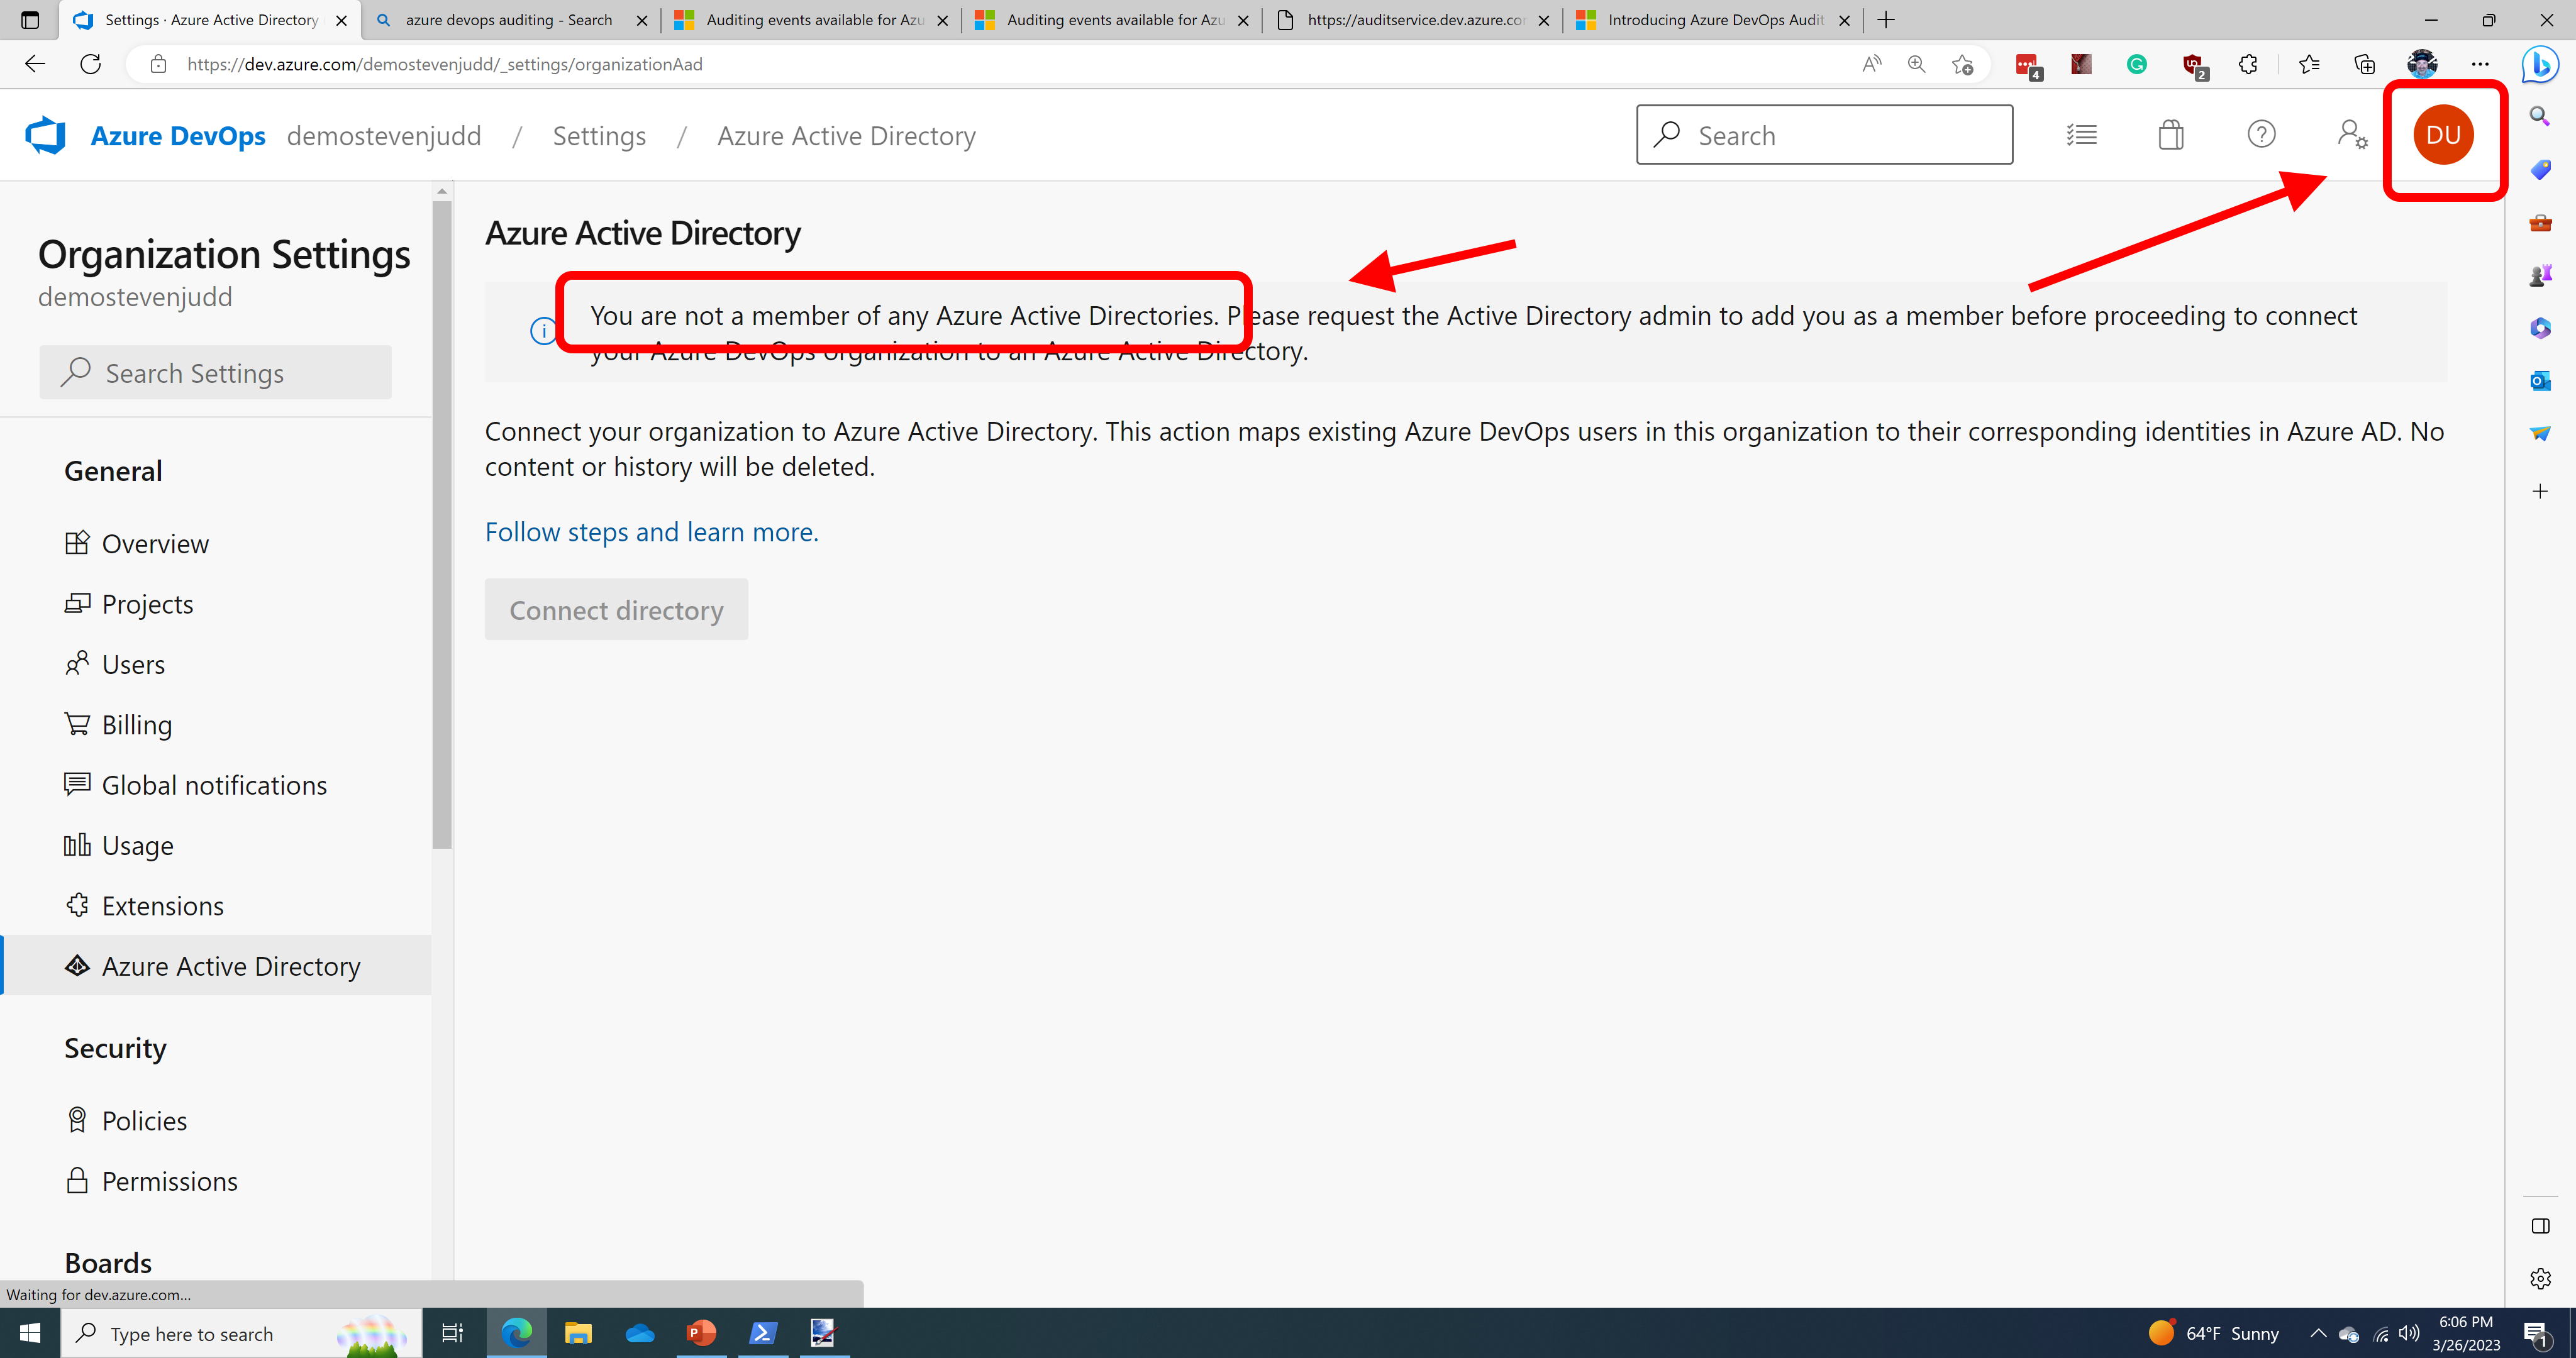 Settings · Azure Active Directory
azure devops auditing - Search
Auditing events available for Azu
Auditing events available for Azu
https://auditservice.dev.azure.cor
Introducing Azure DevOps Audit
https://dev.azure.com/demostevenjudd/_settings/organizationAad
4
2
Azure DevOps demostevenjudd / Settings / Azure Active Directory
Search
DU
Organization Settings
demostevenjudd
Search Settings
General
Overview
Projects
Users
Billing
Global notifications
Usage
Extensions
Azure Active Directory
Security
Policies
Permissions
Boards
Azure Active Directory
You are not a member of any Azure Active Directories. Please request the Active Directory admin to add you as a member before proceeding to connect
your Azure DevOps organization to an Azure Active Directory.
Connect your organization to Azure Active Directory. This action maps existing Azure DevOps users in this organization to their corresponding identities in Azure AD. No
content or history will be deleted.
Follow steps and learn more.
Connect directory
Waiting for dev.azure.com...
Type here to search
64°F Sunny
6:06 PM
3/26/2023
1